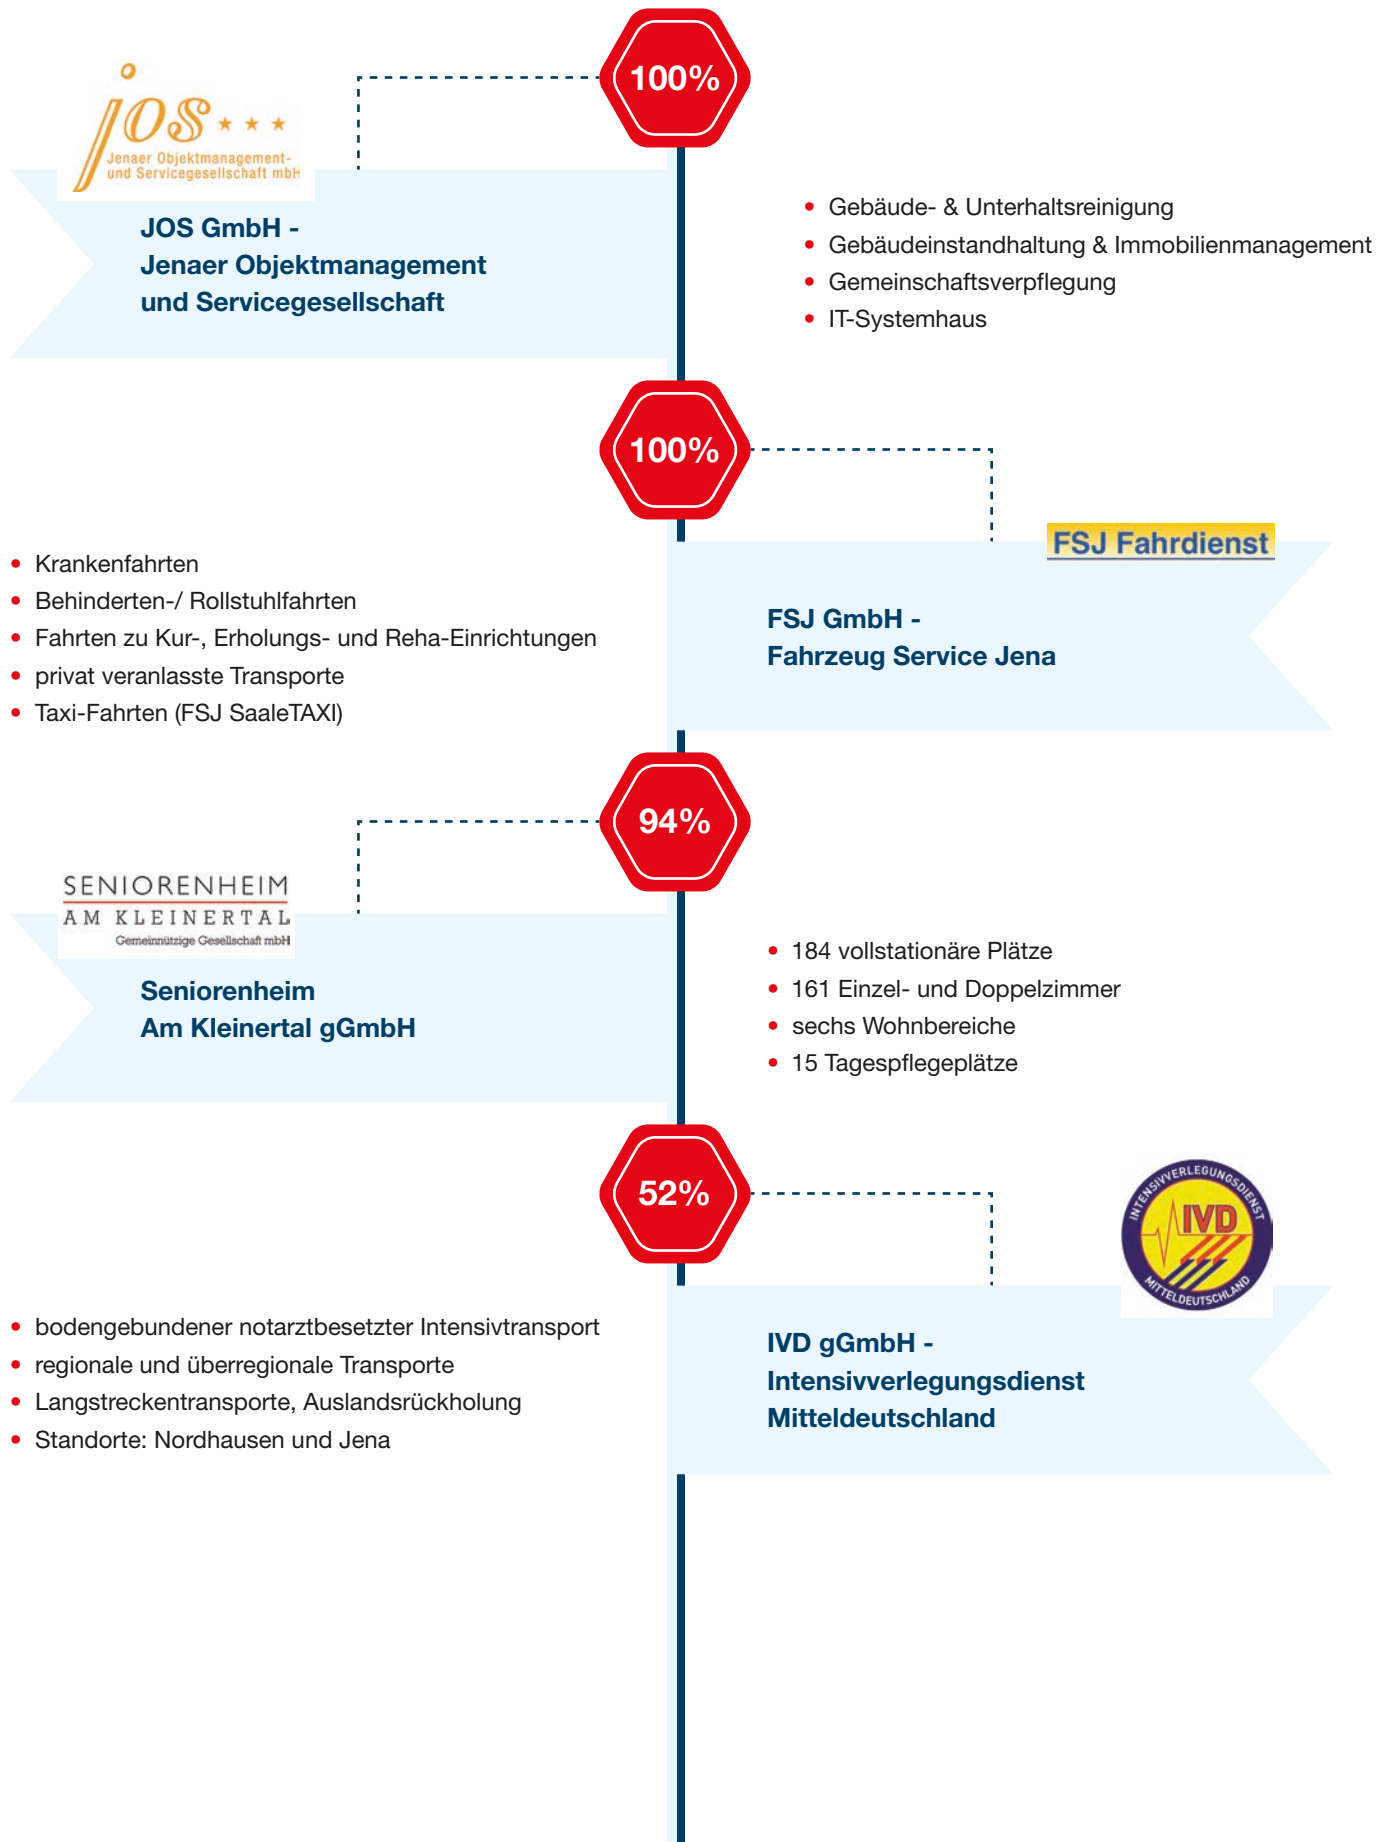 100%
jos
Jenaer Objektmanagement-
und Servicegesellschaft mbH
JOS GmbH -
Jenaer Objektmanagement
und Servicegesellschaft
• Gebäude- & Unterhaltsreinigung
• Gebäudeinstandhaltung & Immobilienmanagement
• Gemeinschaftsverpflegung
• IT-Systemhaus
100%
FSJ Fahrdienst
FSJ GmbH -
Fahrzeug Service Jena
• Krankenfahrten
• Behinderten-/ Rollstuhlfahrten
• Fahrten zu Kur-, Erholungs- und Reha-Einrichtungen
• privat veranlasste Transporte
• Taxi-Fahrten (FSJ SaaleTAXI)
94%
SENIORENHEIM
AM KLEINERTAL
Gemeinnützige Gesellschaft mbH
Seniorenheim
Am Kleinertal gGmbH
• 184 vollstationäre Plätze
• 161 Einzel- und Doppelzimmer
• sechs Wohnbereiche
• 15 Tagespflegeplätze
52%
INTENSIVVERLEGUNGSDIENST
IVD
MITTELDEUTSCHLAND
IVD gGmbH -
Intensivverlegungsdienst
Mitteldeutschland
• bodengebundener notarztbesetzter Intensivtransport
• regionale und überregionale Transporte
• Langstreckentransporte, Auslandsrückholung
• Standorte: Nordhausen und Jena